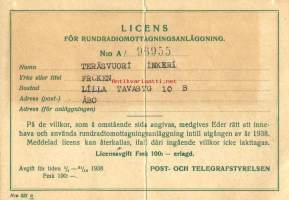 LICENS
FÖR RUNDRADIOMOTTAGNINGSANLÄGGNING.
N:o A/ 96955
Namn TERÄSVUORI INKERI
Yrke eller titel FRÖKEN
Bostad LILLA TAVASTG 10 B
Adress (post-) ÅBO
Adress (för anläggningen)
På de villkor, som å omstående sida angivas, medgives Eder rätt att inne-
hava och använda rundradiomottagningsanläggning intill utgången av år 1938.
Meddelad licens kan återkallas, ifall däri ingående villkor icke iakttagas.
Licensavgift Fmk 100:— erlagd.
Avgift för tiden 1/1—31/12 1938
Fmk 100:—
POST- OCH TELEGRAFSTYRELSEN